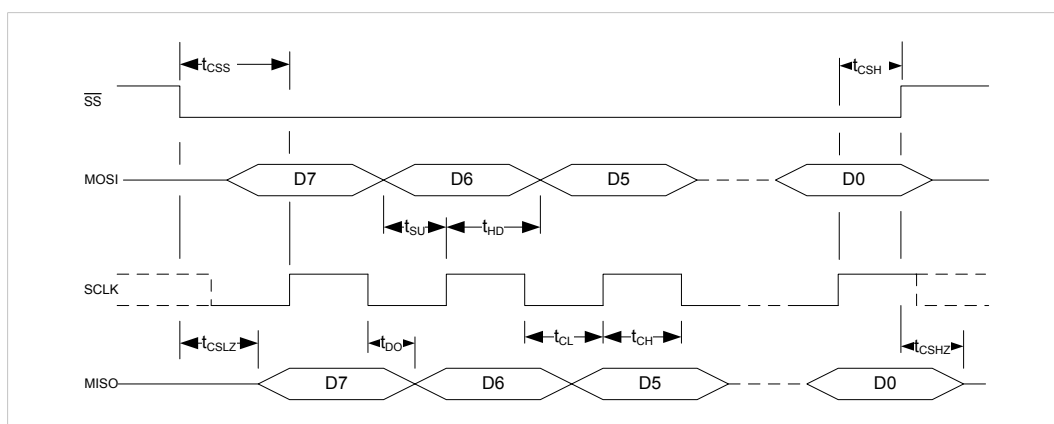 tCSS
tCSH
SS
MOSI
D7
D6
D5
D0
tSU
tHD
SCLK
tCSLZ
tDO
tCL
tCH
tCSHZ
MISO
D7
D6
D5
D0